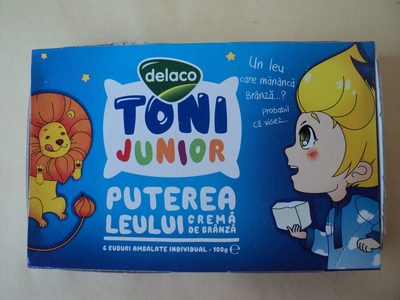 delaco
TONI
JUNIOR
Un leu
care mănâncă
brânză...?
probabil
că visez...
PUTEREA
LEULUI
CREMĂ
DE BRÂNZĂ
6 CUBURI AMBALATE INDIVIDUAL · 100g ℮